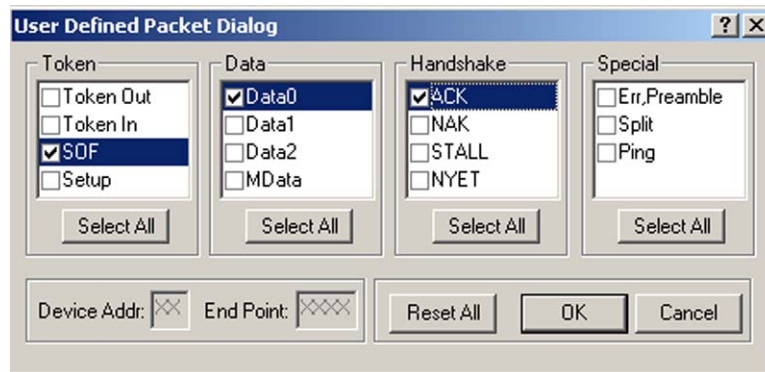 User Defined Packet Dialog
? X
Token
Token Out
Token In
SOF
Setup
Select All
Data
Data0
Data1
Data2
MData
Select All
Handshake
ACK
NAK
STALL
NYET
Select All
Special
Err,Preamble
Split
Ping
Select All
Device Addr: XX End Point: XXXX
Reset All OK Cancel